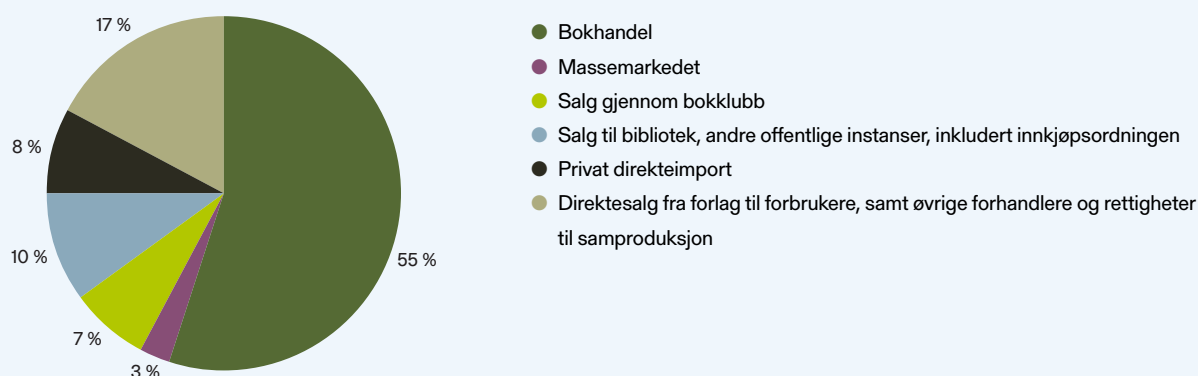 17 %
8 %
10 %
7 %
3 %
55 %
Bokhandel
Massemarkedet
Salg gjennom bokklubb
Salg til bibliotek, andre offentlige instanser, inkludert innkjøpsordningen
Privat direkteimport
Direktesalg fra forlag til forbrukere, samt øvrige forhandlere og rettigheter
til samproduksjon